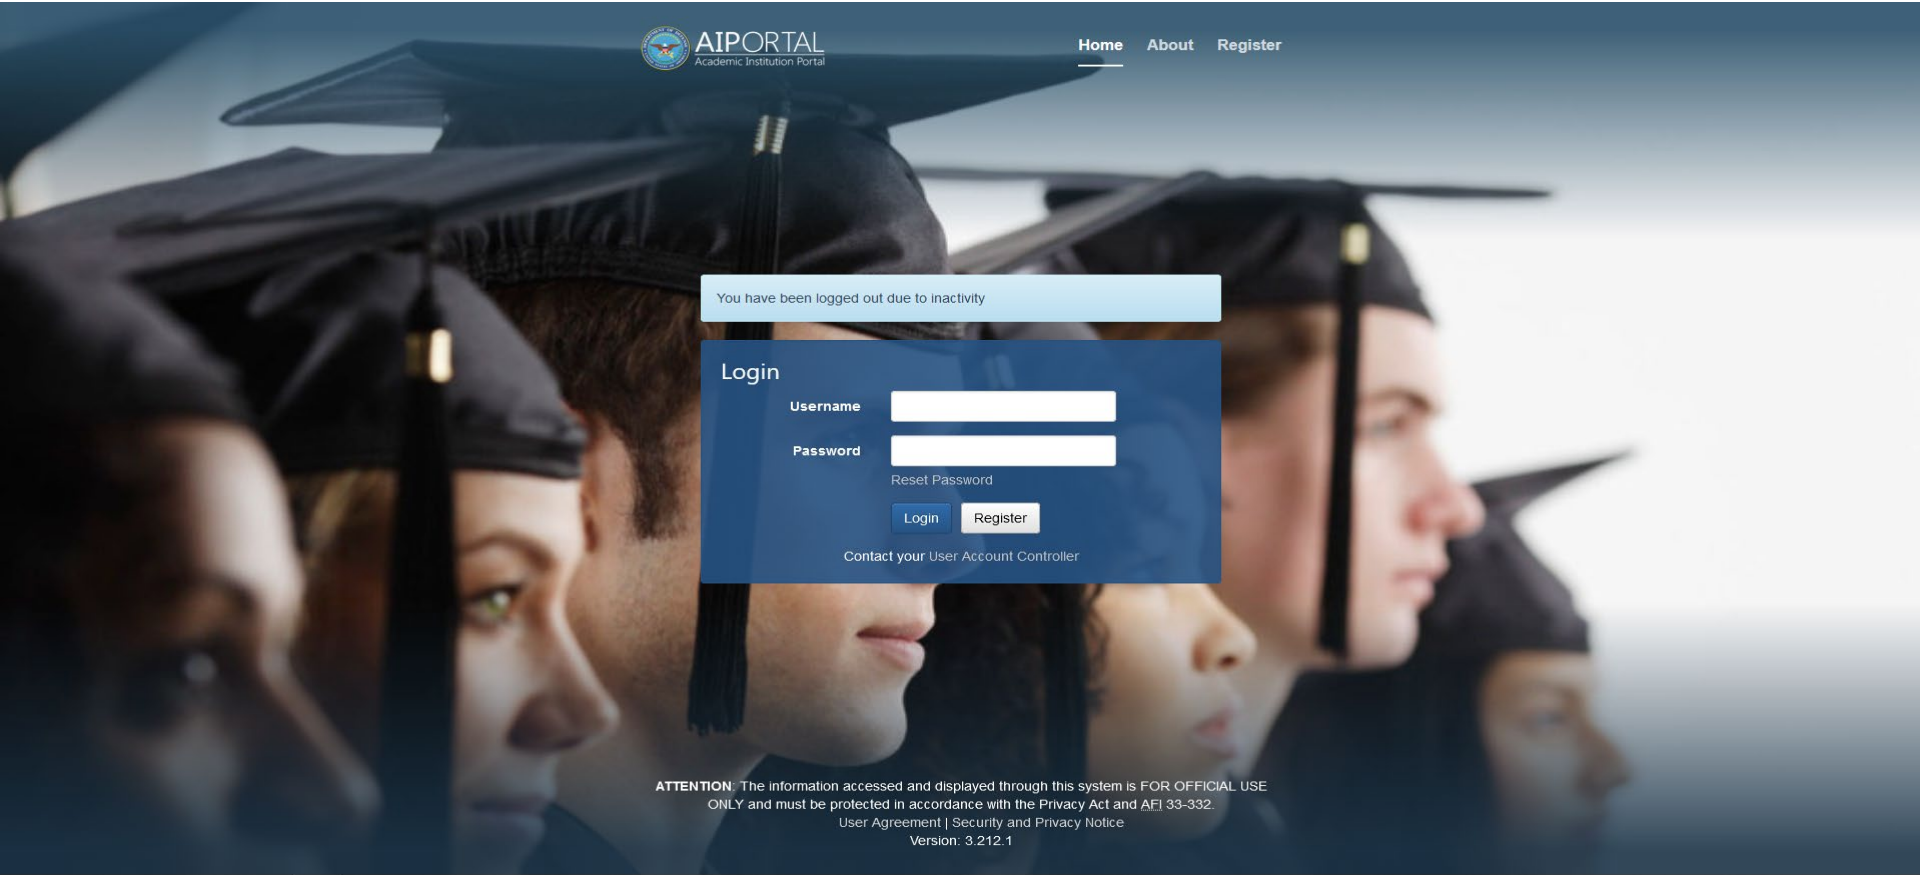 AIPORTAL
Academic Institution Portal
Home About Register
You have been logged out due to inactivity
Login
Username
Password
Reset Password
Login Register
Contact your User Account Controller
ATTENTION: The information accessed and displayed through this system is FOR OFFICIAL USE
ONLY and must be protected in accordance with the Privacy Act and AFI 33-332.
User Agreement | Security and Privacy Notice
Version: 3.212.1